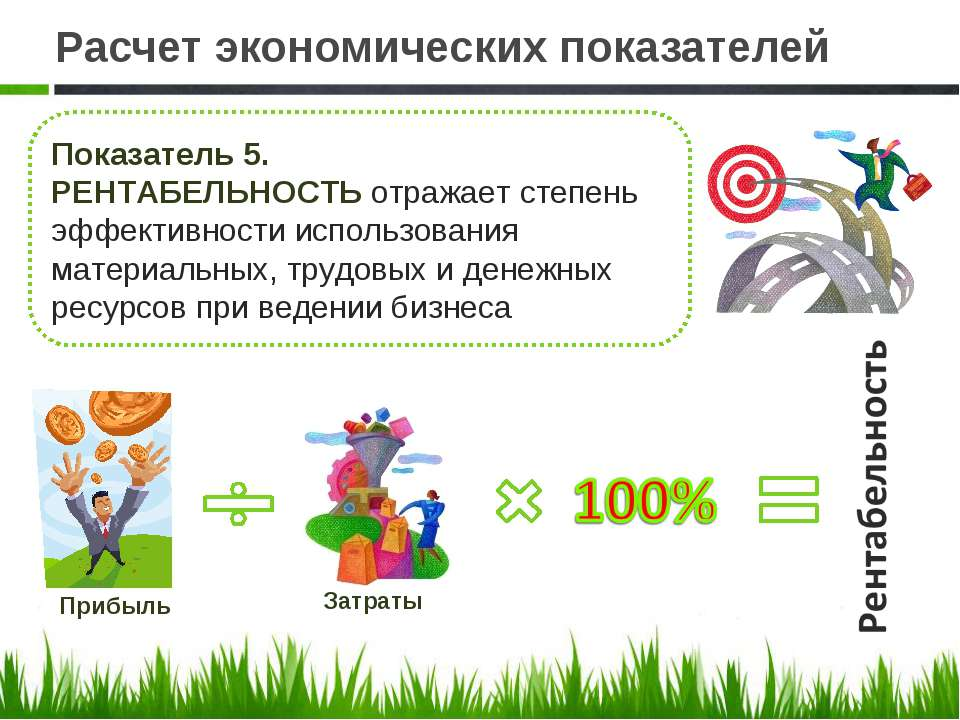 Расчет экономических показателей
Показатель 5.
РЕНТАБЕЛЬНОСТЬ отражает степень
эффективности использования
материальных, трудовых и денежных
ресурсов при ведении бизнеса
Прибыль
Затраты
100%
Рентабельность